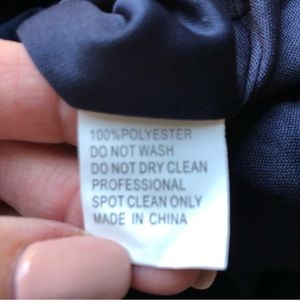 100%POLYESTER
DO NOT WASH
DO NOT DRY CLEAN
PROFESSIONAL
SPOT CLEAN ONLY
MADE IN CHINA